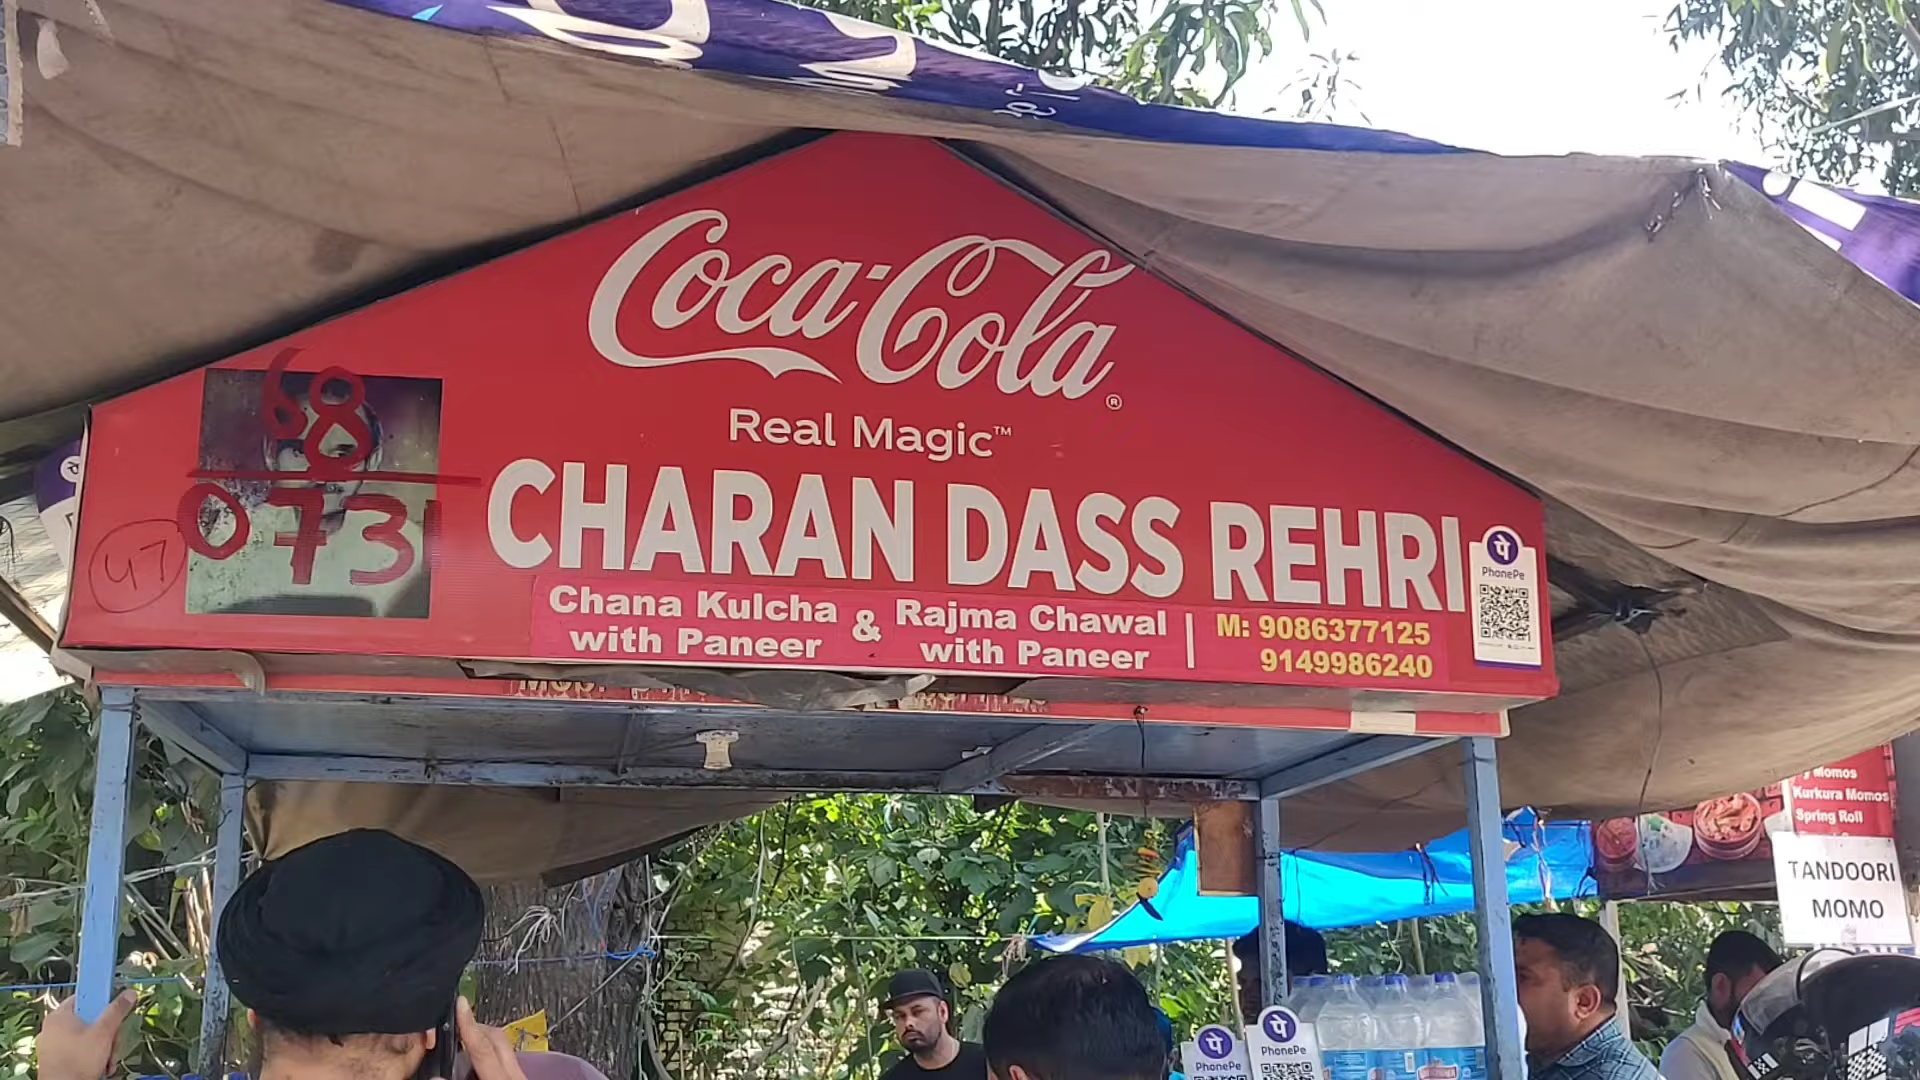 Coca-Cola®
Real Magic™
CHARAN DASS REHRI
68
0731
47
Chana Kulcha with Paneer
&
Rajma Chawal with Paneer
M: 9086377125
9149986240
पे
PhonePe
Momos
Kurkura Momos
Spring Roll
TANDOORI
MOMO
पे
PhonePe
पे
PhonePe